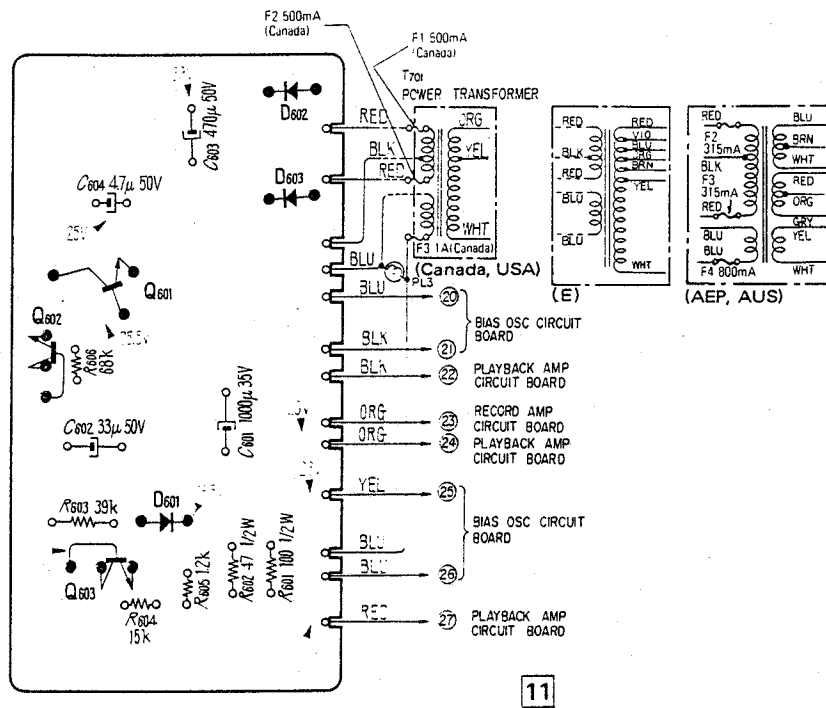 F2 500mA
(Canada)
F1 500mA
(Canada)
T701
POWER TRANSFORMER
RED
BLK
RED
BLU
BLU
BLK
BLK
ORG
ORG
YEL
BLU
BLU
RED
ORG
YEL
WHT
F3 1A (Canada)
(Canada, USA)
PL3
RED
BLK
RED
BLU
BLU
RED
VIO
BLU
ORG
BRN
YEL
WHT
(E)
RED
F2
315mA
BLK
F3
315mA
RED
BLU
BLU
F4 800mA
BLU
BRN
WHT
RED
ORG
GRY
YEL
WHT
(AEP, AUS)
D602
C603 470μ 50V
D603
C604 4.7μ 50V
25V
Q601
25.5V
Q602
R606
68k
C601 1000μ 35V
C602 33μ 50V
R603 39k
D601
Q603
R604
15k
R605 1.2k
R602 47 1/2W
R601 100 1/2W
20
BIAS OSC CIRCUIT
BOARD
21
22 PLAYBACK AMP
CIRCUIT BOARD
23 RECORD AMP
CIRCUIT BOARD
24 PLAYBACK AMP
CIRCUIT BOARD
25
BIAS OSC CIRCUIT
BOARD
26
27 PLAYBACK AMP
CIRCUIT BOARD
11